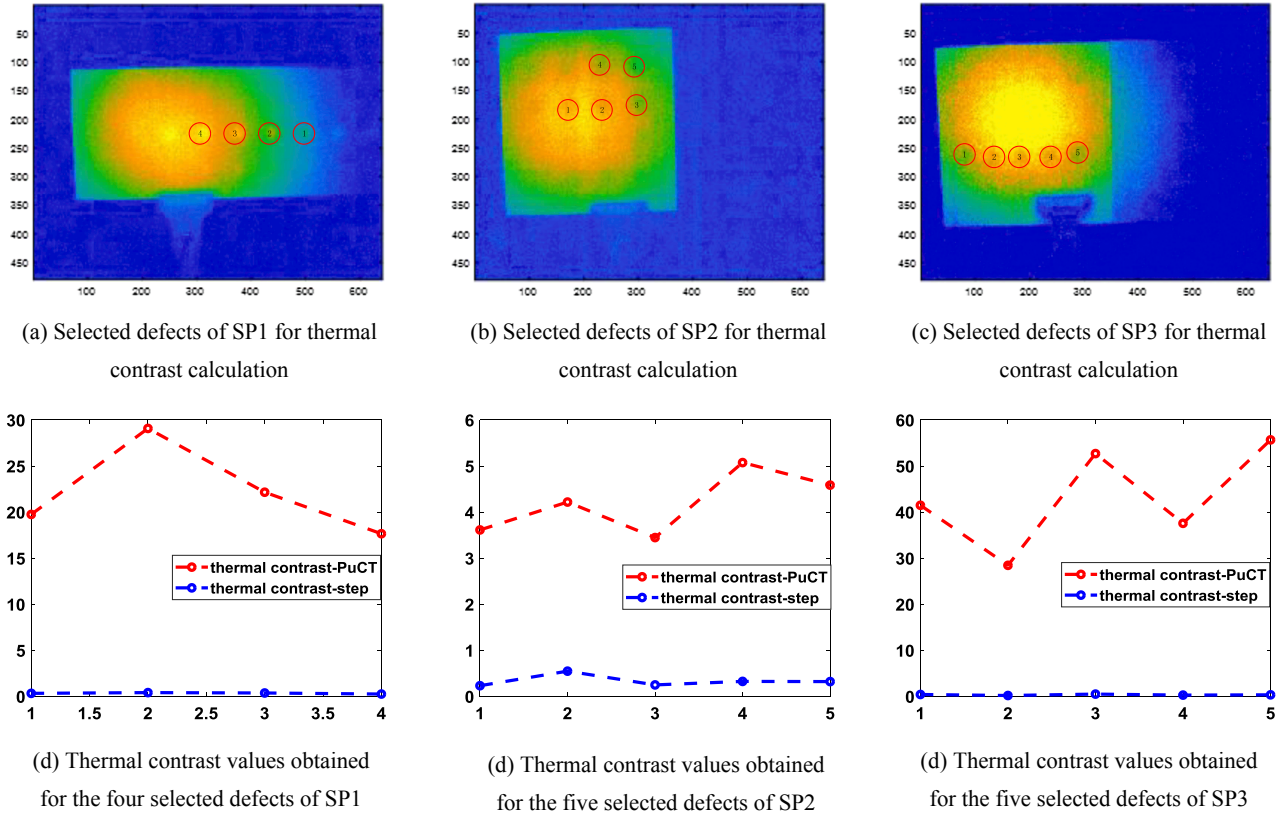 50
100
150
200
250
300
350
400
450
100 200 300 400 500 600
4 3 2 1
50
100
150
200
250
300
350
400
450
100 200 300 400 500 600
4 5
1 2 3
50
100
150
200
250
300
350
400
450
100 200 300 400 500 600
1 2 3 4 5
(a) Selected defects of SP1 for thermal
contrast calculation
(b) Selected defects of SP2 for thermal
contrast calculation
(c) Selected defects of SP3 for thermal
contrast calculation
30
25
20
15
10
5
0
1 1.5 2 2.5 3 3.5 4
thermal contrast-PuCT
thermal contrast-step
6
5
4
3
2
1
0
1 2 3 4 5
thermal contrast-PuCT
thermal contrast-step
60
50
40
30
20
10
0
1 2 3 4 5
thermal contrast-PuCT
thermal contrast-step
(d) Thermal contrast values obtained
for the four selected defects of SP1
(d) Thermal contrast values obtained
for the five selected defects of SP2
(d) Thermal contrast values obtained
for the five selected defects of SP3